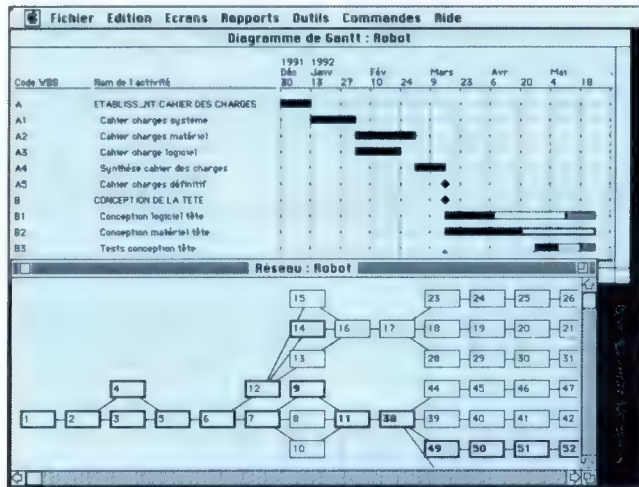 Fichier Edition Ecrans Rapports Outils Commandes Aide
Diagramme de Gantt : Robot
1991 1992
Déc Janv Fév Mars Avr Mai
Code WBS Nom de l'activité 30 13 27 10 24 9 23 6 20 4 18
A ETABLISS_NT CAHIER DES CHARGES
A1 Cahier charges système
A2 Cahier charges matériel
A3 Cahier charge logiciel
A4 Synthèse cahier des charges
A5 Cahier charges définitif
B CONCEPTION DE LA TETE
B1 Conception logiciel tête
B2 Conception matériel tête
B3 Tests conception tête
Réseau : Robot
15 23 24 25 26
14 16 17 18 19 20 21
13 28 29 30 31
4 12 9 44 45 46 47
1 2 3 5 6 7 8 11 38 39 40 41 42
10 49 50 51 52